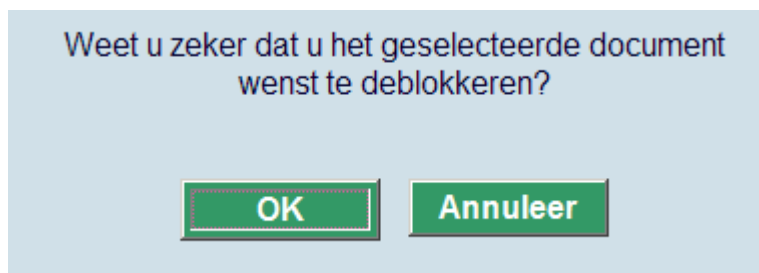 Weet u zeker dat u het geselecteerde document
wenst te deblokkeren?
OK
Annuleer